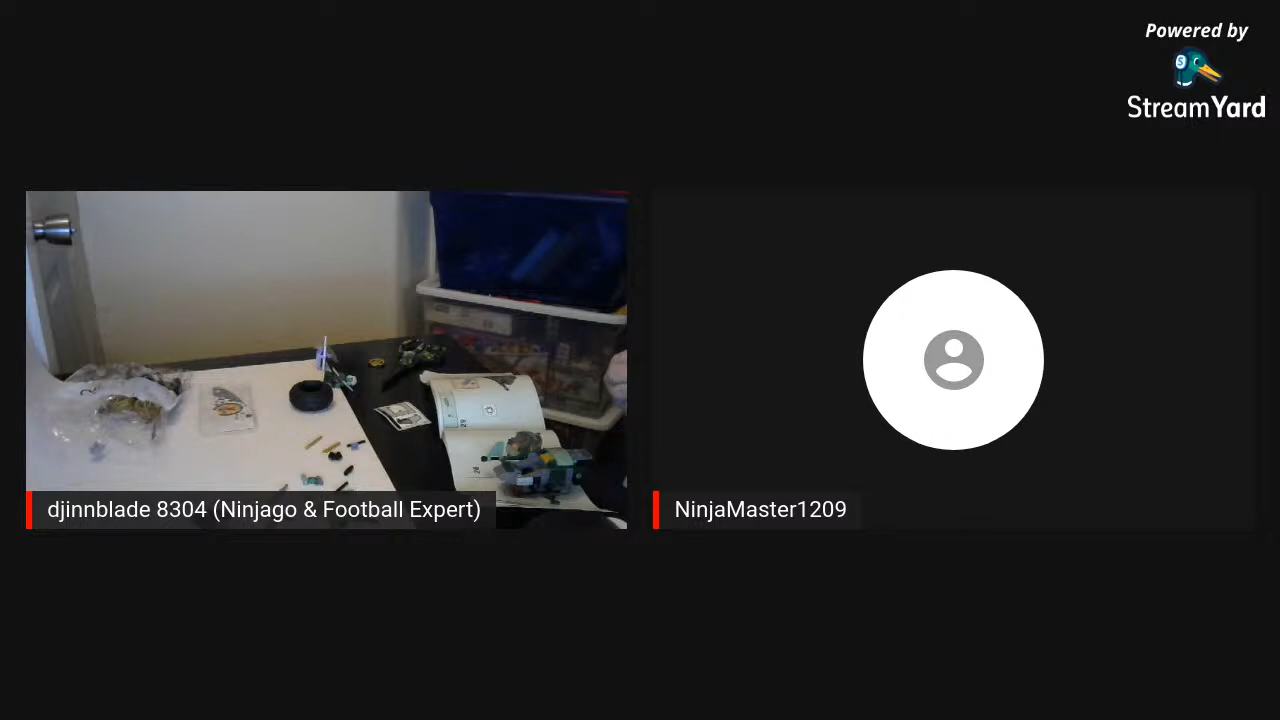 Powered by
StreamYard
djinnblade 8304 (Ninjago & Football Expert)
NinjaMaster1209